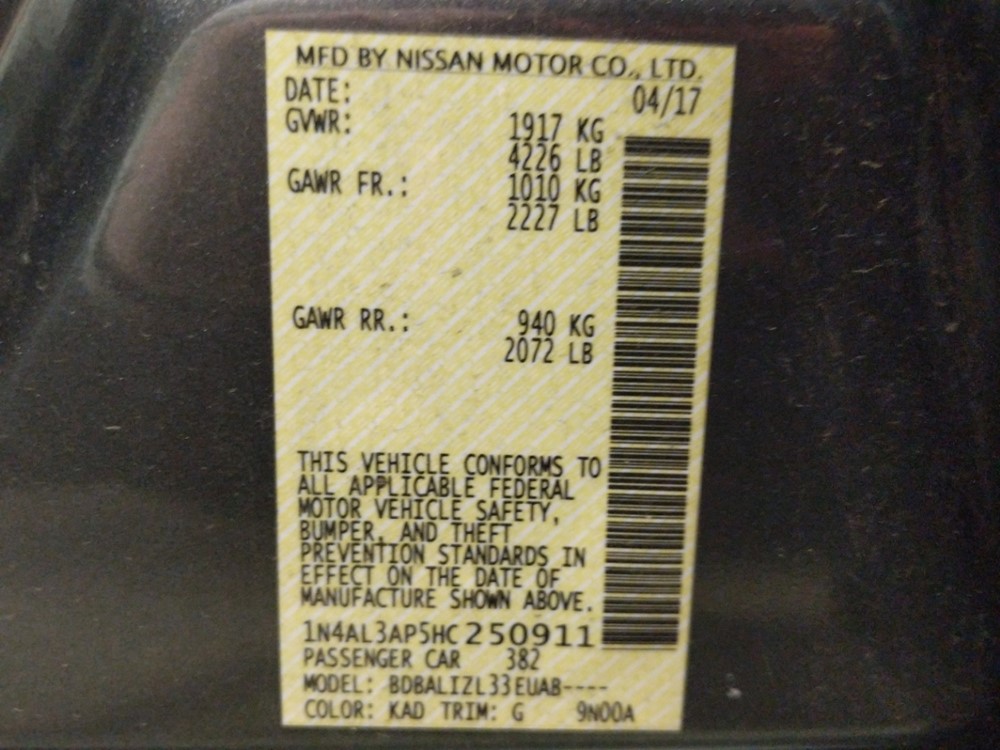 MFD BY NISSAN MOTOR CO., LTD.
DATE: 04/17
GVWR: 1917 KG
4226 LB
GAWR FR.: 1010 KG
2227 LB
GAWR RR.: 940 KG
2072 LB
THIS VEHICLE CONFORMS TO
ALL APPLICABLE FEDERAL
MOTOR VEHICLE SAFETY,
BUMPER, AND THEFT
PREVENTION STANDARDS IN
EFFECT ON THE DATE OF
MANUFACTURE SHOWN ABOVE.
1N4AL3AP5HC250911
PASSENGER CAR 382
MODEL: BDBALIZL33EUAB----
COLOR: KAD TRIM: G 9N00A